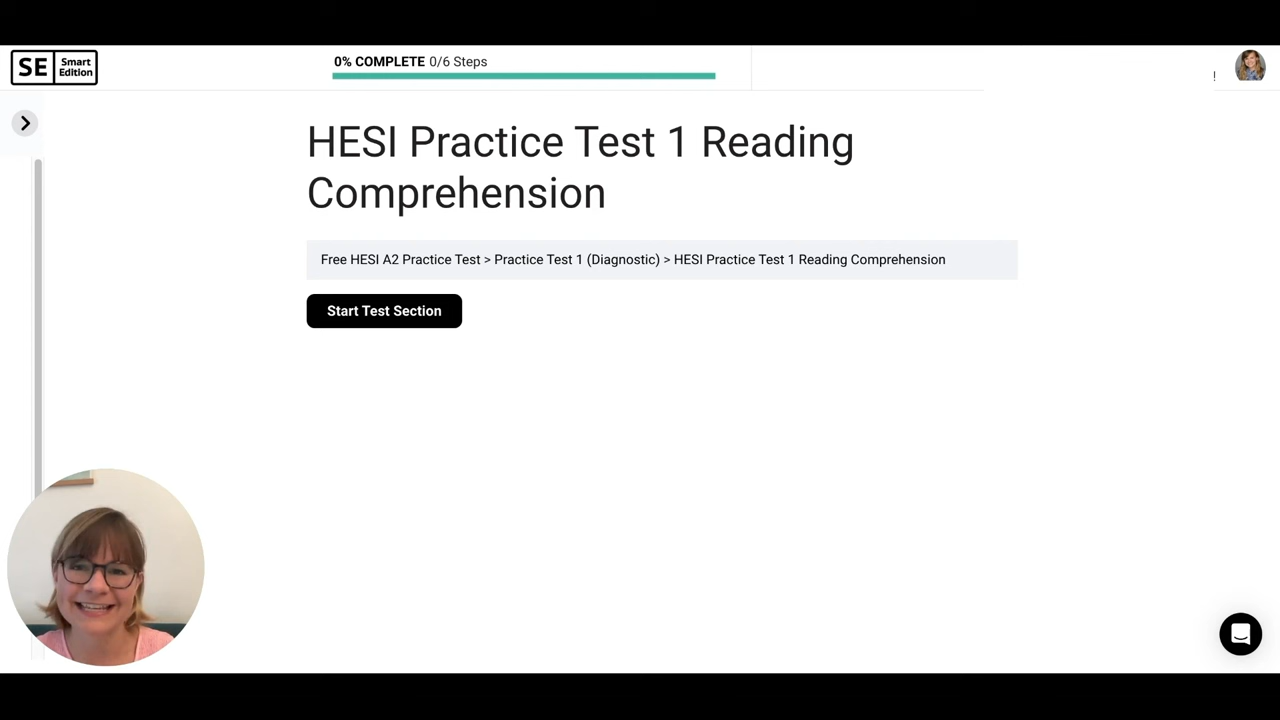 SE Smart Edition
0% COMPLETE 0/6 Steps
!
HESI Practice Test 1 Reading
Comprehension
Free HESI A2 Practice Test > Practice Test 1 (Diagnostic) > HESI Practice Test 1 Reading Comprehension
Start Test Section